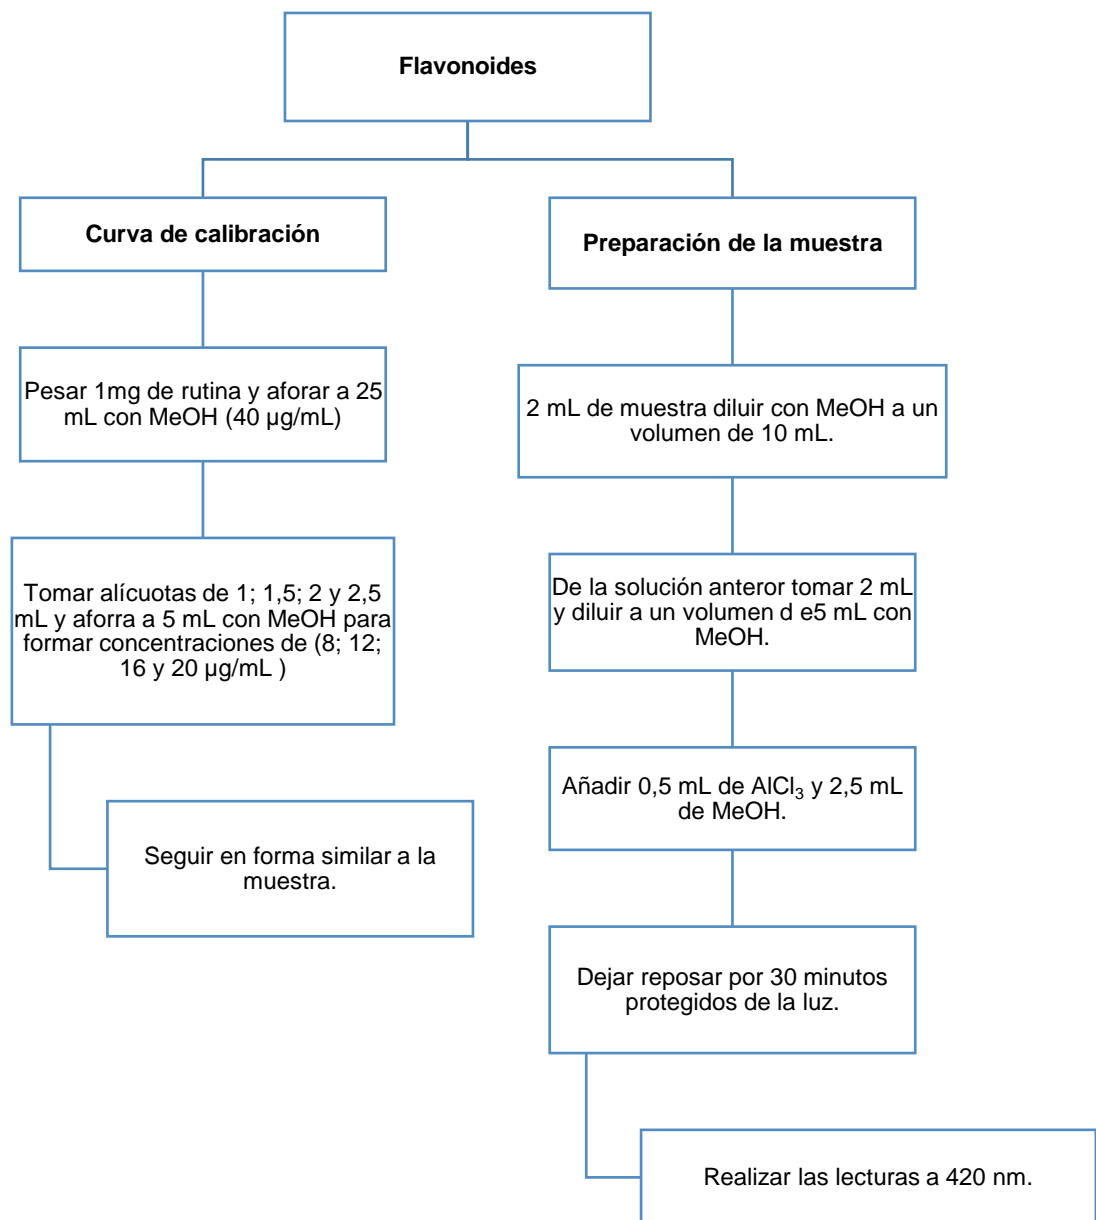 Flavonoides
Curva de calibración
Pesar 1mg de rutina y aforar a 25
mL con MeOH (40 µg/mL)
Tomar alícuotas de 1; 1,5; 2 y 2,5
mL y aforra a 5 mL con MeOH para
formar concentraciones de (8; 12;
16 y 20 µg/mL )
Seguir en forma similar a la
muestra.
Preparación de la muestra
2 mL de muestra diluir con MeOH a un
volumen de 10 mL.
De la solución anteror tomar 2 mL
y diluir a un volumen d e5 mL con
MeOH.
Añadir 0,5 mL de AlCl₃ y 2,5 mL
de MeOH.
Dejar reposar por 30 minutos
protegidos de la luz.
Realizar las lecturas a 420 nm.